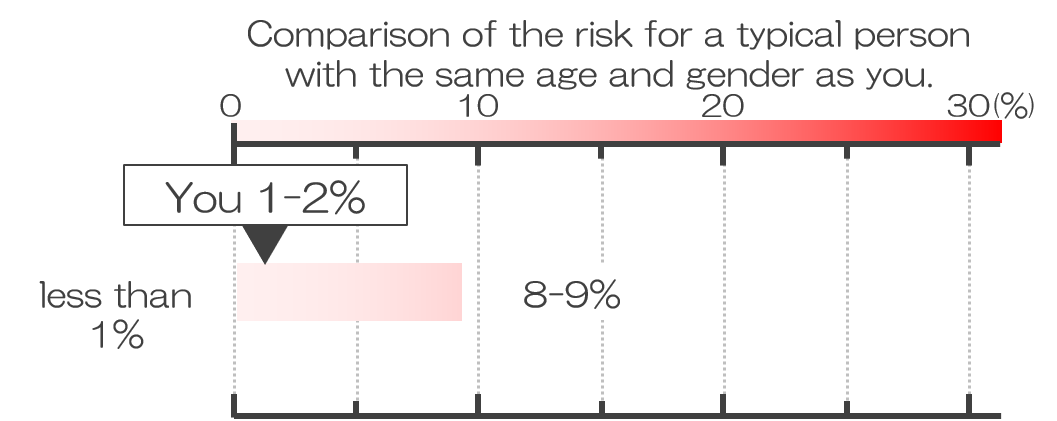 Comparison of the risk for a typical person
with the same age and gender as you.
0 10 20 30(%)
You 1-2%
less than
1%
8-9%